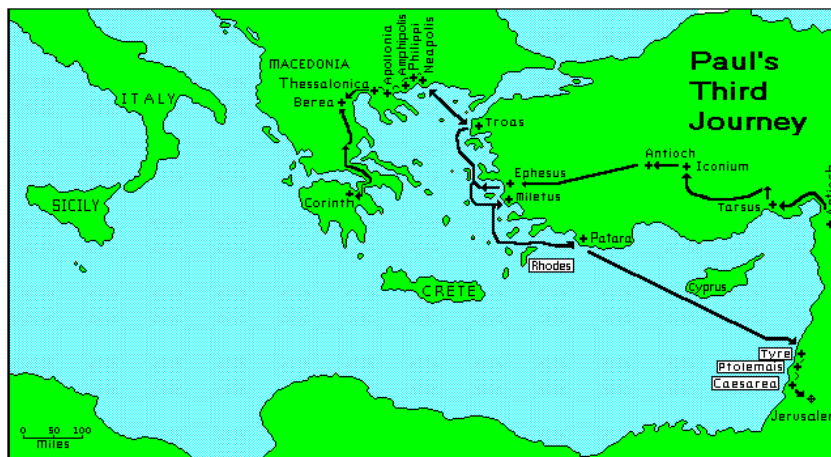 Paul's
Third
Journey
MACEDONIA
Apollonia
Amphipolis
Philippi
Neapolis
Thessalonica
Berea
ITALY
Troas
Antioch
Iconium
Ephesus
Miletus
SICILY
Corinth
Tarsus
Patara
Rhodes
CRETE
Cyprus
Tyre
Ptolemais
Caesarea
Jerusalem
0 50 100
Miles